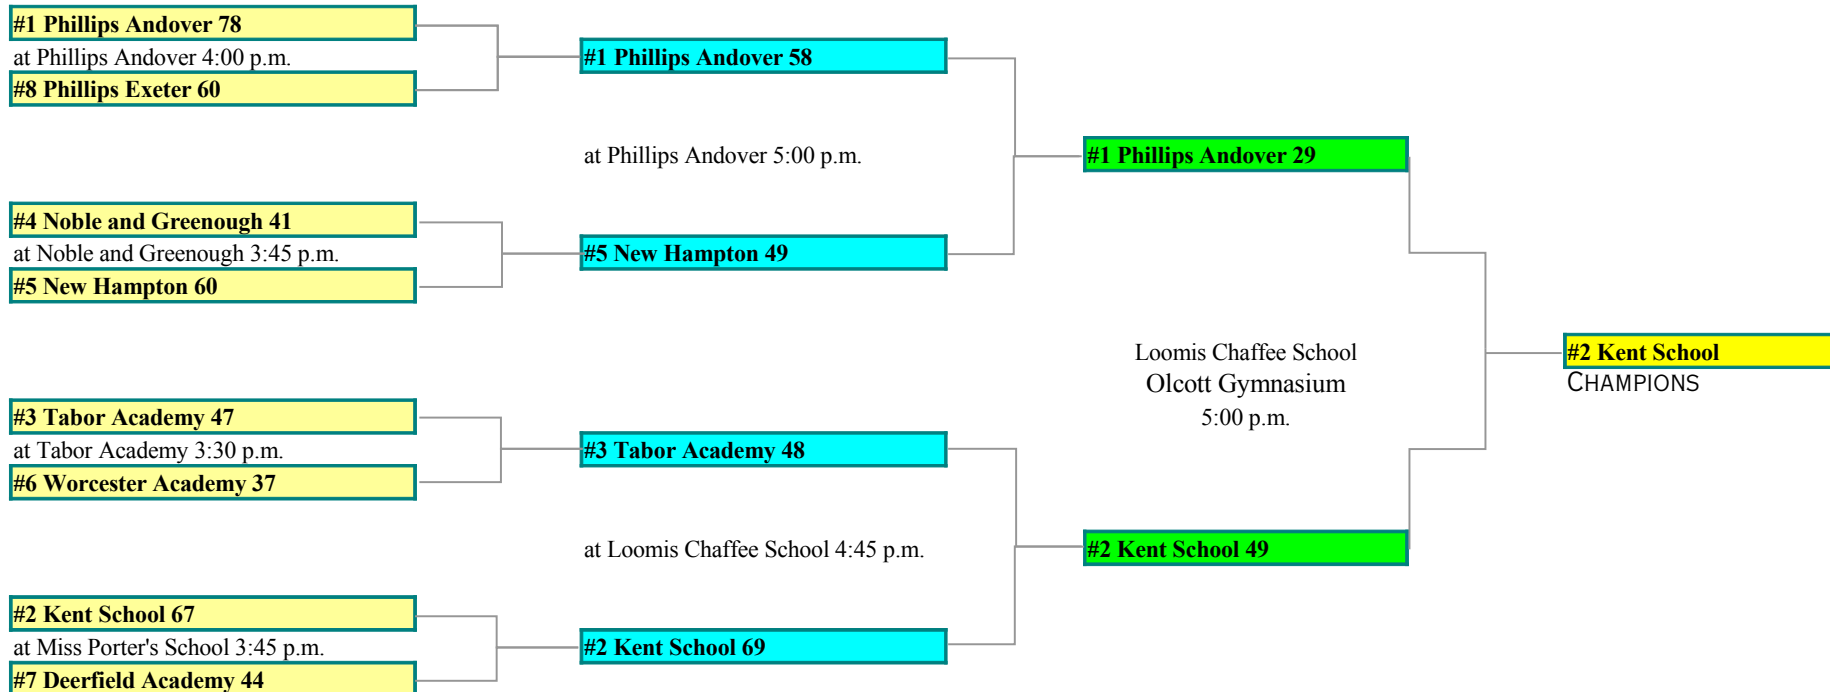 #1 Phillips Andover 78
at Phillips Andover 4:00 p.m.
#8 Phillips Exeter 60
#1 Phillips Andover 58
at Phillips Andover 5:00 p.m.
#1 Phillips Andover 29
#4 Noble and Greenough 41
at Noble and Greenough 3:45 p.m.
#5 New Hampton 60
#5 New Hampton 49
Loomis Chaffee School
Olcott Gymnasium
5:00 p.m.
#2 Kent School
CHAMPIONS
#3 Tabor Academy 47
at Tabor Academy 3:30 p.m.
#6 Worcester Academy 37
#3 Tabor Academy 48
at Loomis Chaffee School 4:45 p.m.
#2 Kent School 49
#2 Kent School 67
at Miss Porter's School 3:45 p.m.
#7 Deerfield Academy 44
#2 Kent School 69